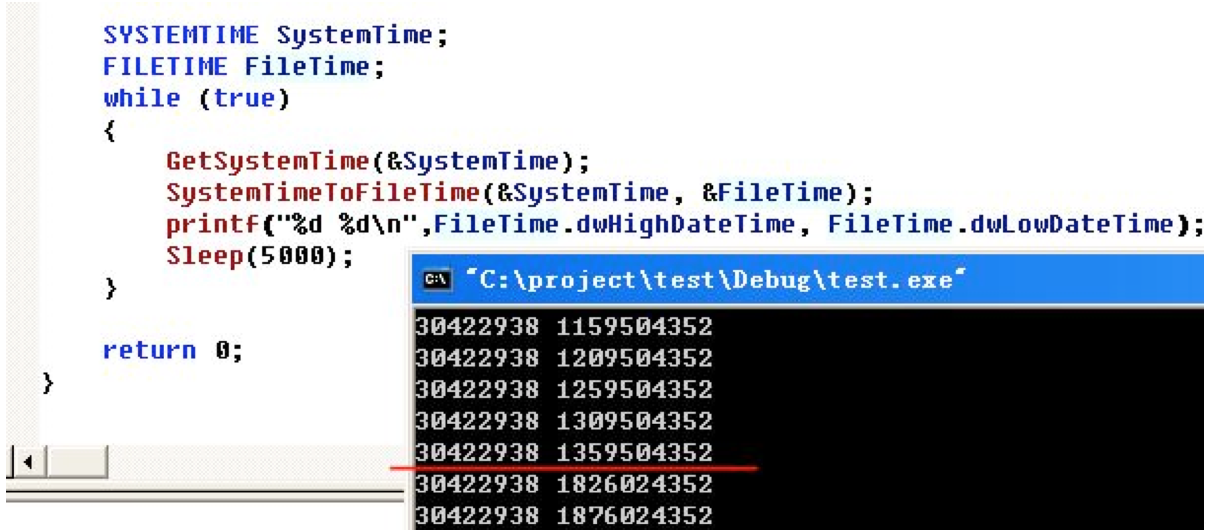 SYSTEMTIME SystemTime;
FILETIME FileTime;
while (true)
{
GetSystemTime(&SystemTime);
SystemTimeToFileTime(&SystemTime, &FileTime);
printf("%d %d\n",FileTime.dwHighDateTime, FileTime.dwLowDateTime);
Sleep(5000);
}
return 0;
}
"C:\project\test\Debug\test.exe"
30422938 1159504352
30422938 1209504352
30422938 1259504352
30422938 1309504352
30422938 1359504352
30422938 1826024352
30422938 1876024352